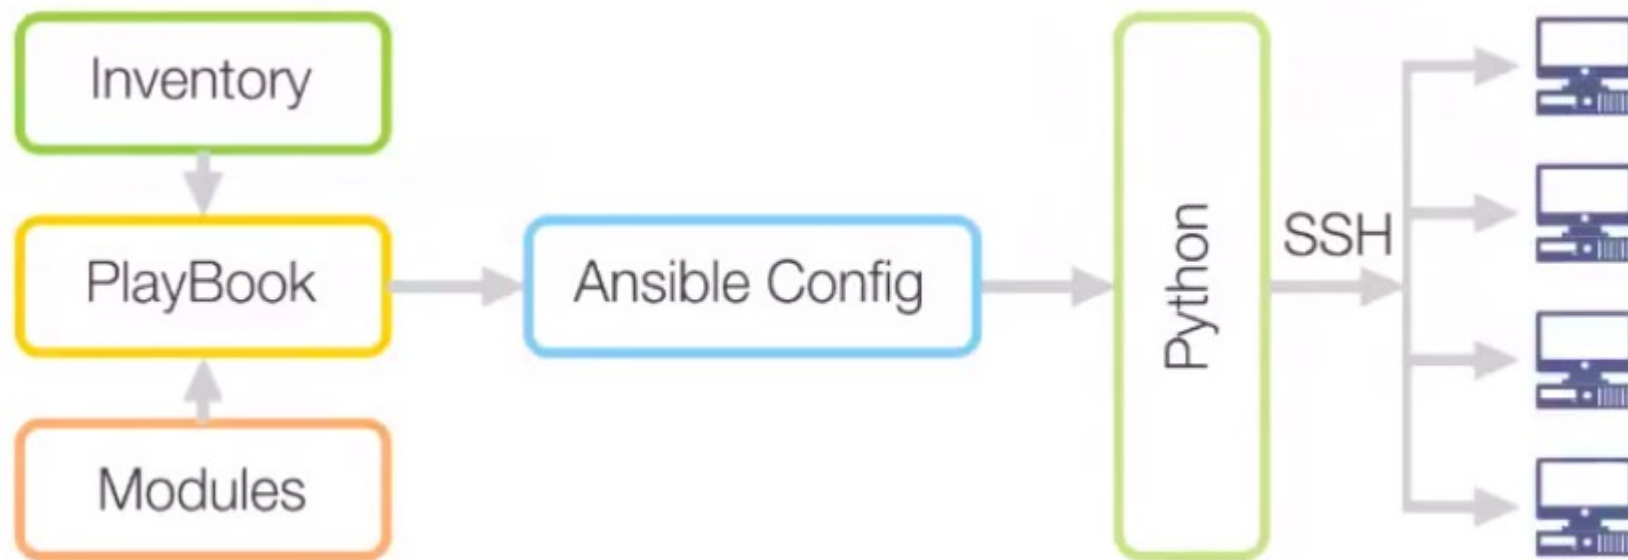 Inventory
PlayBook
Modules
Ansible Config
Python
SSH